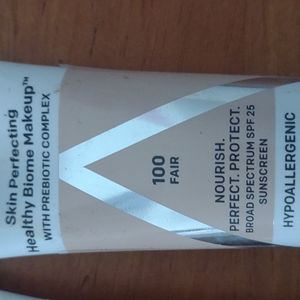 Skin Perfecting
Healthy Biome Makeup™
WITH PREBIOTIC COMPLEX
100
FAIR
NOURISH.
PERFECT. PROTECT.
BROAD SPECTRUM SPF 25
SUNSCREEN
HYPOALLERGENIC